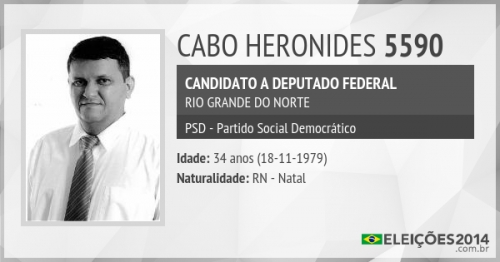 CABO HERONIDES 5590
CANDIDATO A DEPUTADO FEDERAL
RIO GRANDE DO NORTE
PSD - Partido Social Democrático
Idade: 34 anos (18-11-1979)
Naturalidade: RN - Natal
ELEIÇÕES2014
.com.br